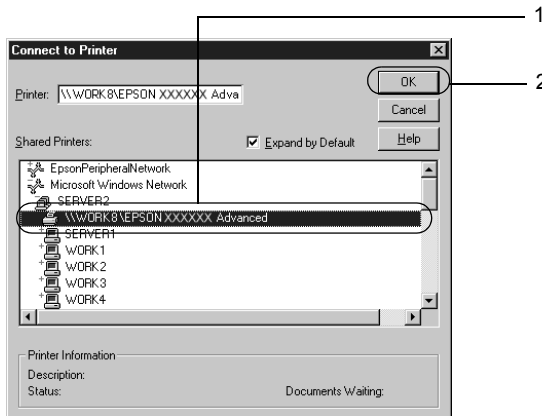 1
Connect to Printer
Printer: \\WORK8\EPSON XXXXXX Adva
OK
2
Cancel
Shared Printers:
Expand by Default
Help
EpsonPeripheralNetwork
Microsoft Windows Network
SERVER2
\\WORK8\EPSON XXXXXX Advanced
SERVER1
WORK1
WORK2
WORK3
WORK4
Printer Information
Description:
Status:
Documents Waiting: